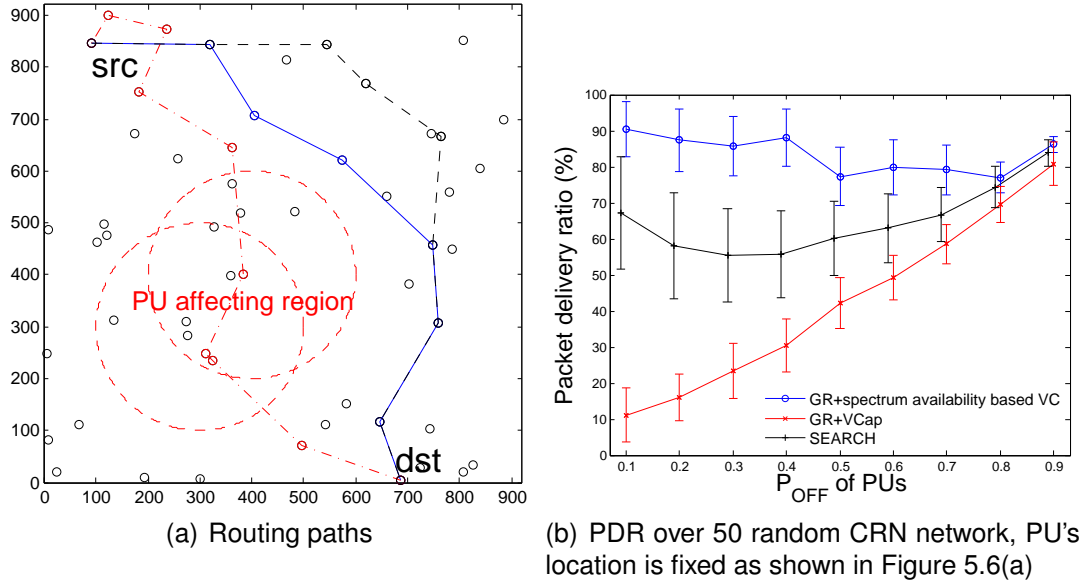 900
800
700
600
500
400
300
200
100
0
0 100 200 300 400 500 600 700 800 900
src
PU affecting region
dst
(a) Routing paths
Packet delivery ratio (%)
100
90
80
70
60
50
40
30
20
10
0
GR+spectrum availability based VC
GR+VCap
SEARCH
0.1 0.2 0.3 0.4 0.5 0.6 0.7 0.8 0.9
P_OFF of PUs
(b) PDR over 50 random CRN network, PU's
location is fixed as shown in Figure 5.6(a)